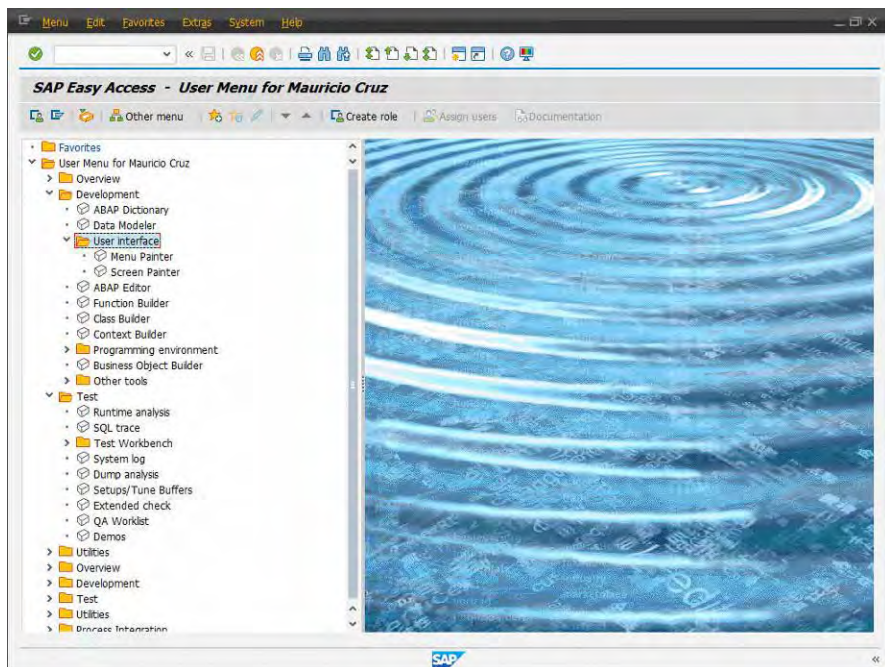 Menu Edit Favorites Extras System Help
SAP Easy Access - User Menu for Mauricio Cruz
Other menu Create role Assign users Documentation
Favorites
User Menu for Mauricio Cruz
Overview
Development
ABAP Dictionary
Data Modeler
User interface
Menu Painter
Screen Painter
ABAP Editor
Function Builder
Class Builder
Context Builder
Programming environment
Business Object Builder
Other tools
Test
Runtime analysis
SQL trace
Test Workbench
System log
Dump analysis
Setups/Tune Buffers
Extended check
QA Worklist
Demos
Utilities
Overview
Development
Test
Utilities
Process Integration
SAP